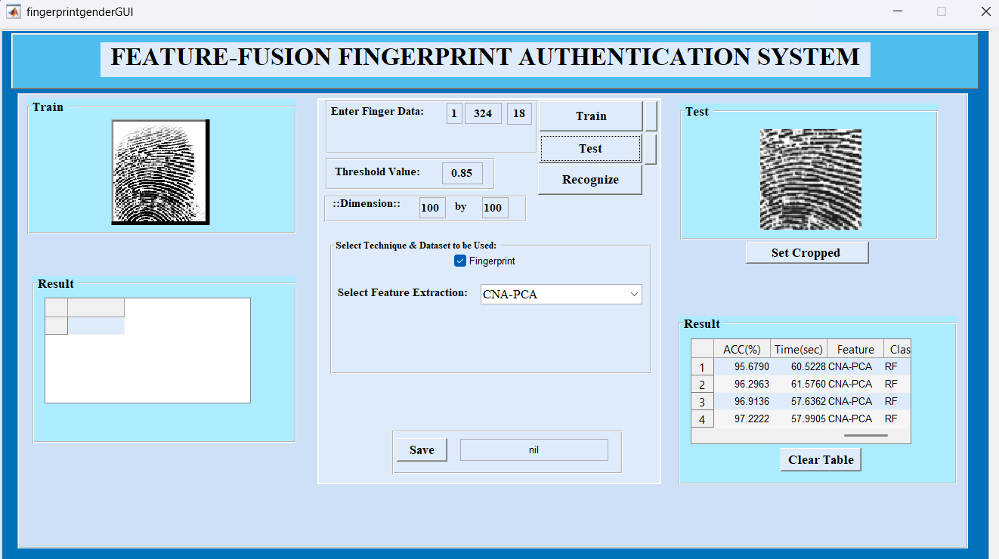 fingerprintgenderGUI
FEATURE-FUSION FINGERPRINT AUTHENTICATION SYSTEM
Train
Enter Finger Data: 1 324 18
Threshold Value: 0.85
::Dimension:: 100 by 100
Train
Test
Recognize
Select Technique & Dataset to be Used:
Fingerprint
Select Feature Extraction: CNA-PCA
Save nil
Test
Set Cropped
Result
Result
ACC(%) Time(sec) Feature Clas
1 95.6790 60.5228 CNA-PCA RF
2 96.2963 61.5760 CNA-PCA RF
3 96.9136 57.6362 CNA-PCA RF
4 97.2222 57.9905 CNA-PCA RF
Clear Table